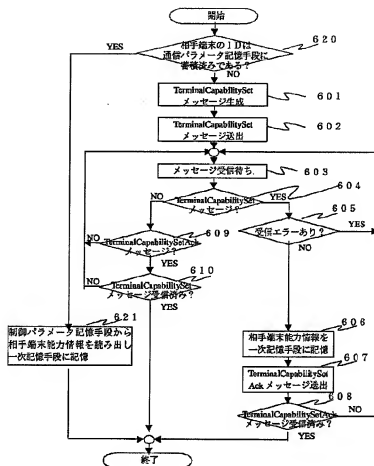 開始
YES
相手端末のIDは
通信パラメータ記憶手段に
蓄積済みである？
620
NO
TerminalCapabilitySet
メッセージ生成
601
TerminalCapabilitySet
メッセージ送出
602
メッセージ受信待ち
603
NO
TerminalCapabilitySet
メッセージ？
YES
604
605
受信エラーあり？
YES
NO
NO
TerminalCapabilitySetAck
メッセージ？
609
YES
NO
TerminalCapabilitySet
メッセージ受信済み？
610
YES
621
制御パラメータ記憶手段から
相手端末能力情報を読み出し
一次記憶手段に記憶
相手端末能力情報を
一次記憶手段に記憶
606
TerminalCapabilitySet
Ackメッセージ送出
607
608
TerminalCapabilitySetAck
メッセージ受信済み？
NO
YES
終了